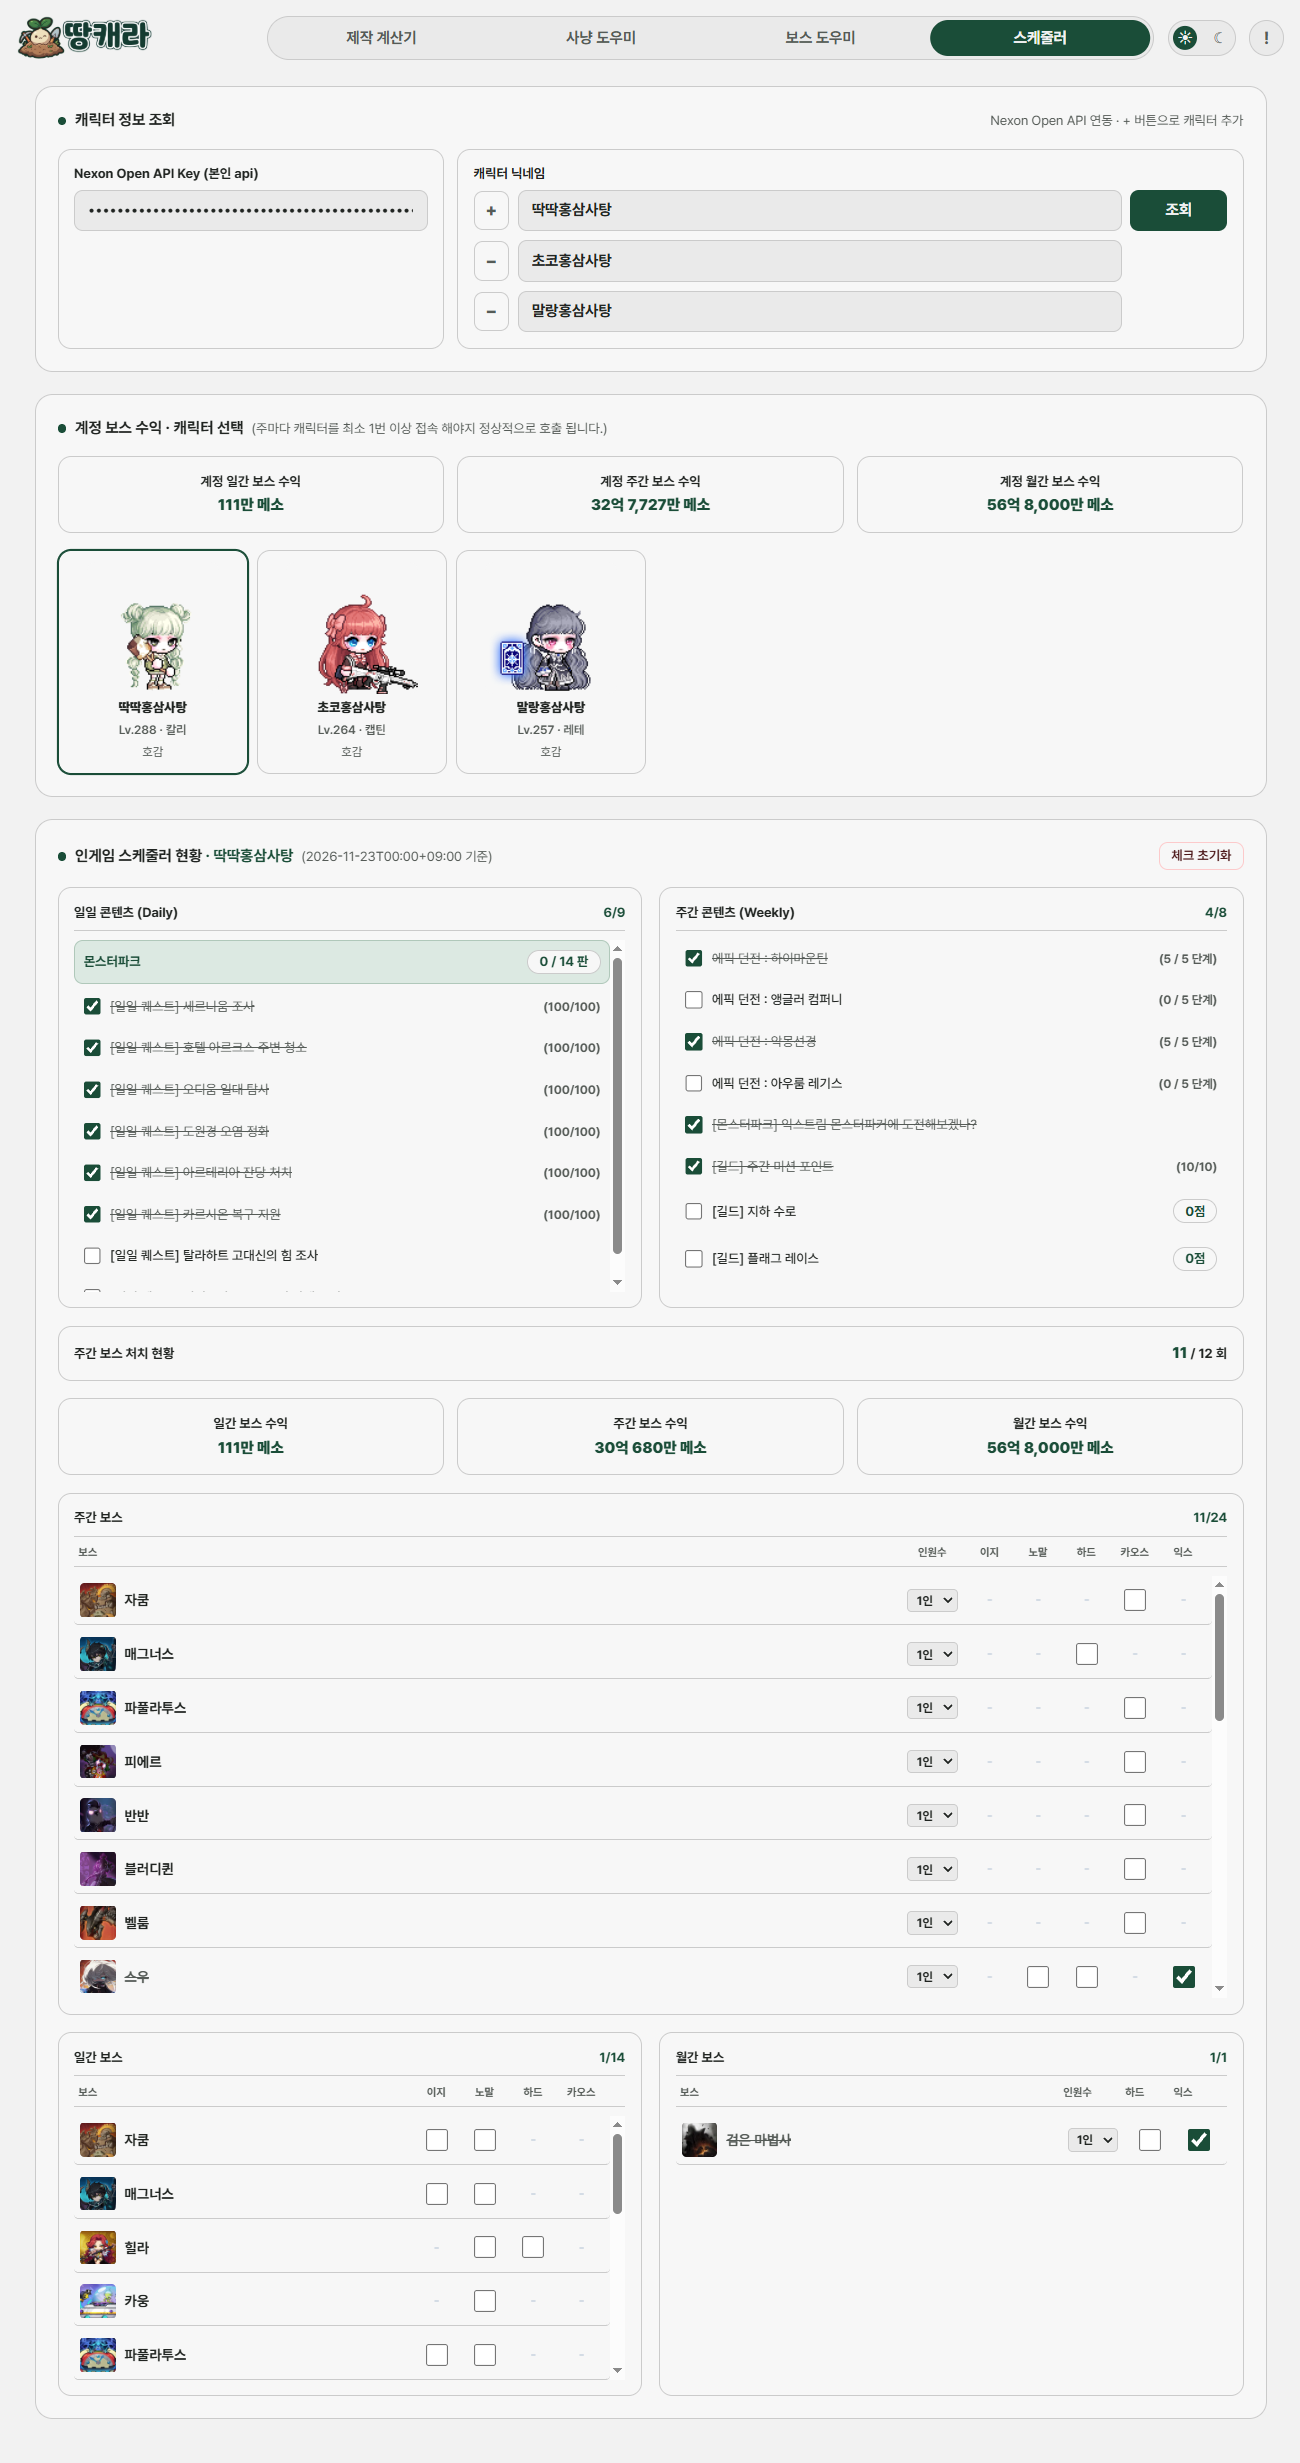 땅캐라
제작 계산기
사냥 도우미
보스 도우미
스케줄러
!
캐릭터 정보 조회
Nexon Open API 연동 · + 버튼으로 캐릭터 추가
Nexon Open API Key (본인 api)
캐릭터 닉네임
+ 딱딱홍삼사탕 조회
− 초코홍삼사탕
− 말랑홍삼사탕
계정 보스 수익 · 캐릭터 선택 (주마다 캐릭터를 최소 1번 이상 접속 해야지 정상적으로 호출 됩니다.)
계정 일간 보스 수익
111만 메소
계정 주간 보스 수익
32억 7,727만 메소
계정 월간 보스 수익
56억 8,000만 메소
딱딱홍삼사탕
Lv.288 · 칼리
호감
초코홍삼사탕
Lv.264 · 캡틴
호감
말랑홍삼사탕
Lv.257 · 레테
호감
인게임 스케줄러 현황 · 딱딱홍삼사탕 (2026-11-23T00:00+09:00 기준)
체크 초기화
일일 콘텐츠 (Daily) 6/9
몬스터파크 0 / 14 판
[일일 퀘스트] 세르니움 조사 (100/100)
[일일 퀘스트] 호텔 아르크스 주변 청소 (100/100)
[일일 퀘스트] 오디움 일대 탐사 (100/100)
[일일 퀘스트] 도원경 오염 정화 (100/100)
[일일 퀘스트] 아르테리아 잔당 처치 (100/100)
[일일 퀘스트] 카르시온 복구 지원 (100/100)
[일일 퀘스트] 탈라하트 고대신의 힘 조사
주간 콘텐츠 (Weekly) 4/8
에픽 던전 : 하이마운틴 (5 / 5 단계)
에픽 던전 : 앵글러 컴퍼니 (0 / 5 단계)
에픽 던전 : 악몽선경 (5 / 5 단계)
에픽 던전 : 아우룸 레기스 (0 / 5 단계)
[몬스터파크] 익스트림 몬스터파커에 도전해보겠나?
[길드] 주간 미션 포인트 (10/10)
[길드] 지하 수로 0점
[길드] 플래그 레이스 0점
주간 보스 처치 현황 11 / 12 회
일간 보스 수익
111만 메소
주간 보스 수익
30억 680만 메소
월간 보스 수익
56억 8,000만 메소
주간 보스 11/24
보스 인원수 이지 노말 하드 카오스 익스
자쿰 1인 - - - -
매그너스 1인 - - - -
파풀라투스 1인 - - - -
피에르 1인 - - - -
반반 1인 - - - -
블러디퀸 1인 - - - -
벨룸 1인 - - - -
스우 1인 - -
일간 보스 1/14
보스 이지 노말 하드 카오스
자쿰 - -
매그너스 - -
힐라 - -
카웅 - - -
파풀라투스 - -
월간 보스 1/1
보스 인원수 하드 익스
검은 마법사 1인